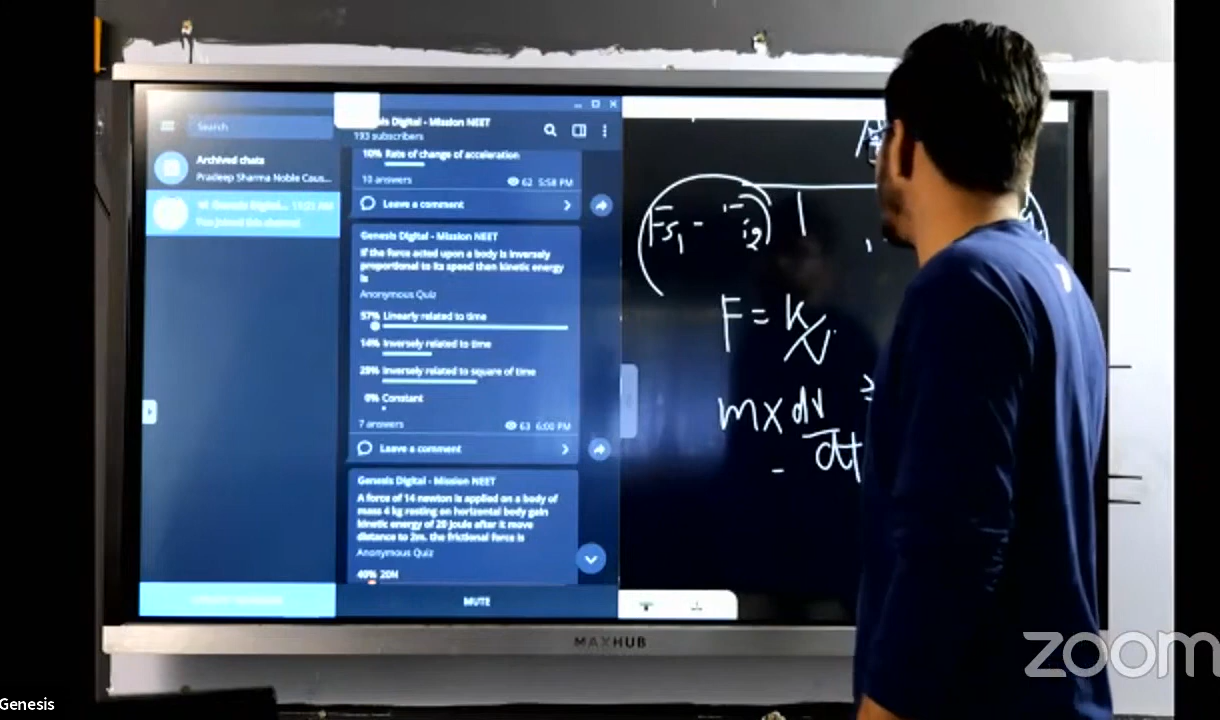 Search
Archived chats
Pradeep Sharma Noble Caus...
Digital - Mission NEET
193 subscribers
10% Rate of change of acceleration
10 answers
62 5:58 PM
Leave a comment
Genesis Digital - Mission NEET
If the force acted upon a body is inversely
proportional to its speed then kinetic energy
is
Anonymous Quiz
57% Linearly related to time
14% Inversely related to time
29% Inversely related to square of time
0% Constant
7 answers
63 6:00 PM
Leave a comment
Genesis Digital - Mission NEET
A force of 14 newton is applied on a body of
mass 4 kg resting on horizontal body gain
kinetic energy of 20 joule after it move
distance to 2m. the frictional force is
Anonymous Quiz
40% 20N
MUTE
F = K/V
m x dv
dt
MAXHUB
zoom
Genesis